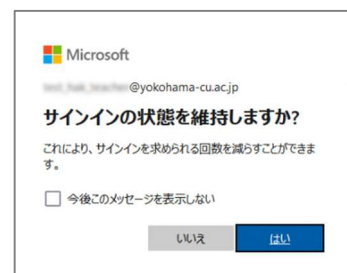 Microsoft
@yokohama-cu.ac.jp
サインインの状態を維持しますか?
これにより、サインインを求められる回数を減らすことができま
す。
今後このメッセージを表示しない
いいえ
はい